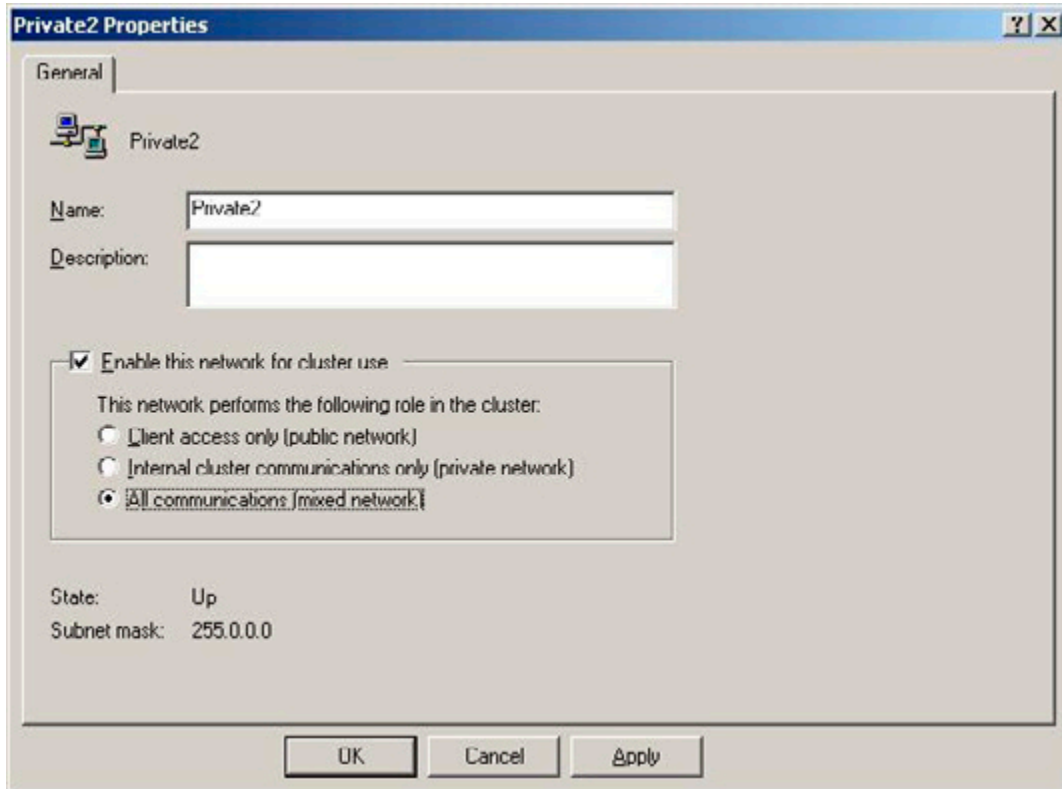 Private2 Properties
General
Private2
Name: Private2
Description:
Enable this network for cluster use
This network performs the following role in the cluster:
Client access only (public network)
Internal cluster communications only (private network)
All communications (mixed network)
State: Up
Subnet mask: 255.0.0.0
OK Cancel Apply